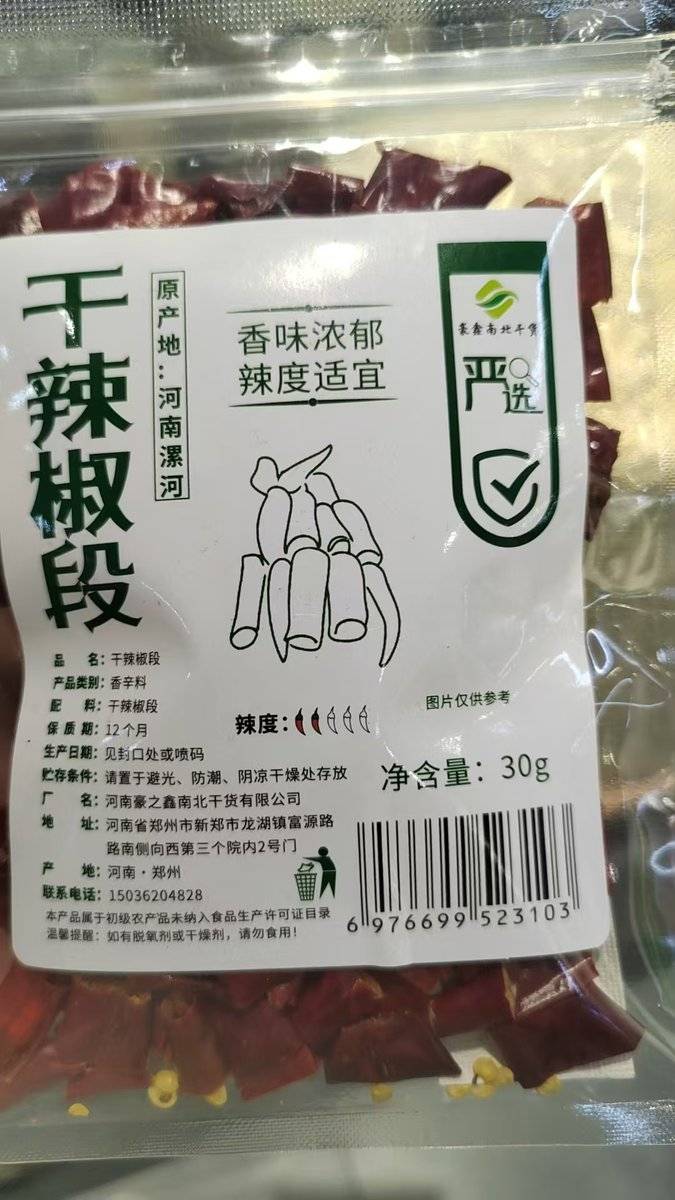 干辣椒段
原产地：河南漯河
香味浓郁
辣度适宜
豪鑫南北干货
严选
品 名：干辣椒段
产品类别：香辛料
配 料：干辣椒段
保 质 期：12个月
生产日期：见封口处或喷码
贮存条件：请置于避光、防潮、阴凉干燥处存放
厂 名：河南豪之鑫南北干货有限公司
地 址：河南省郑州市新郑市龙湖镇富源路
路南侧向西第三个院内2号门
产 地：河南·郑州
联系电话：15036204828
本产品属于初级农产品未纳入食品生产许可证目录
温馨提醒：如有脱氧剂或干燥剂，请勿食用！
辣度：
图片仅供参考
净含量：30g
6 976699 523103